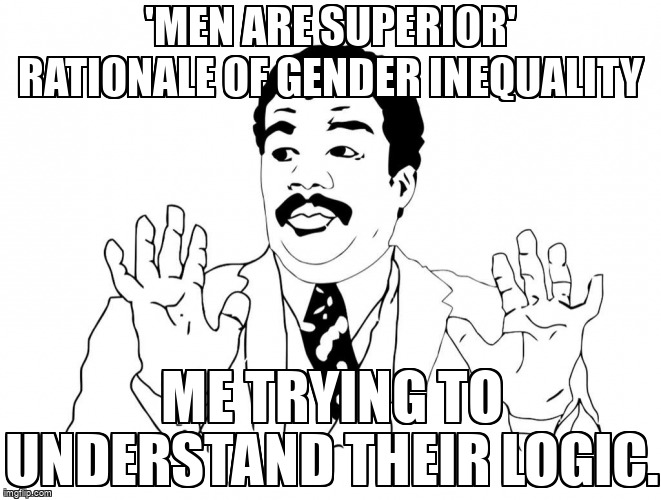 'MEN ARE SUPERIOR'
RATIONALE OF GENDER INEQUALITY
ME TRYING TO
UNDERSTAND THEIR LOGIC.
imgflip.com